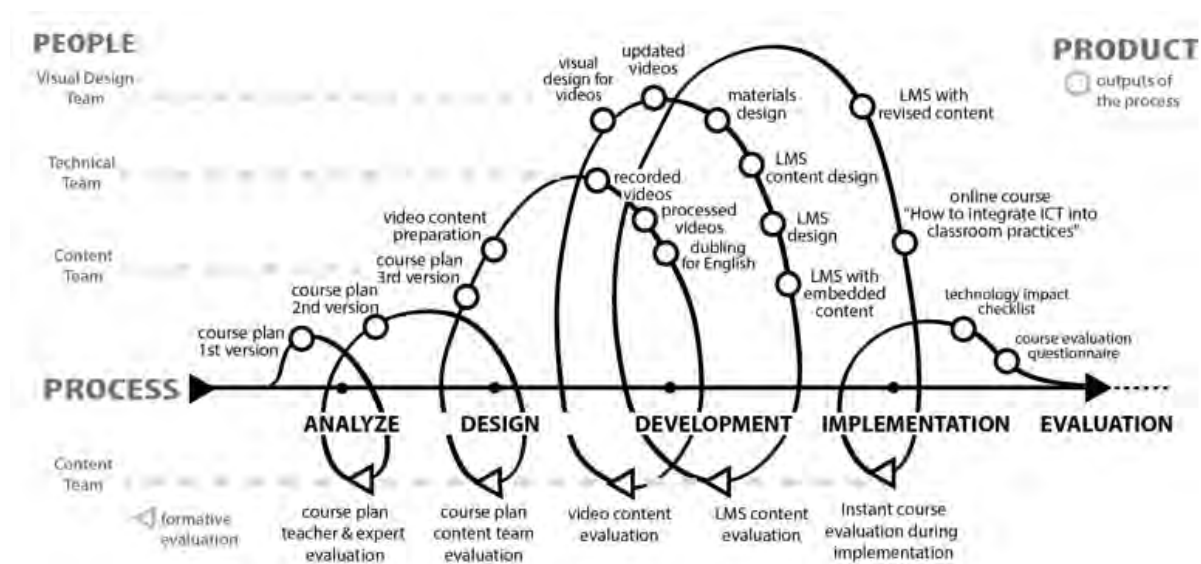 PEOPLE
Visual Design
Team
Technical
Team
Content
Team
PRODUCT
outputs of
the process
visual
design for
videos
updated
videos
materials
design
LMS with
revised content
LMS
content design
recorded
videos
processed
videos
dubling
for English
LMS
design
LMS with
embedded
content
online course
"How to integrate ICT into
classroom practices"
video content
preparation
course plan
3rd version
course plan
2nd version
course plan
1st version
technology impact
checklist
course evaluation
questionnaire
PROCESS
ANALYZE
DESIGN
DEVELOPMENT
IMPLEMENTATION
EVALUATION
Content
Team
formative
evaluation
course plan
teacher & expert
evaluation
course plan
content team
evaluation
video content
evaluation
LMS content
evaluation
Instant course
evaluation during
implementation